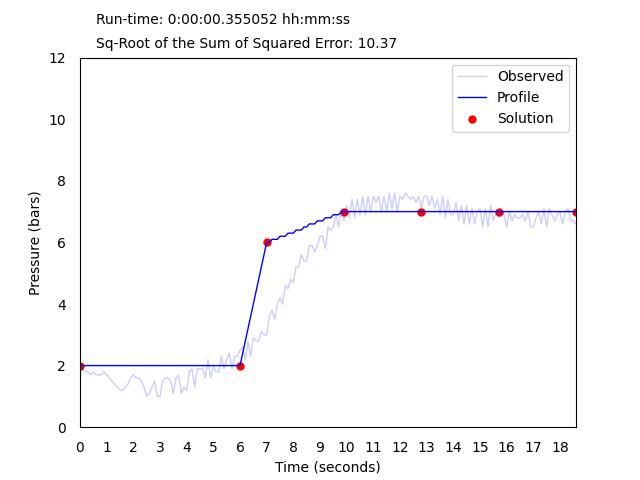 Run-time: 0:00:00.355052 hh:mm:ss
Sq-Root of the Sum of Squared Error: 10.37
Observed
Profile
Solution
12
10
8
6
4
2
0
Pressure (bars)
0 1 2 3 4 5 6 7 8 9 10 11 12 13 14 15 16 17 18
Time (seconds)